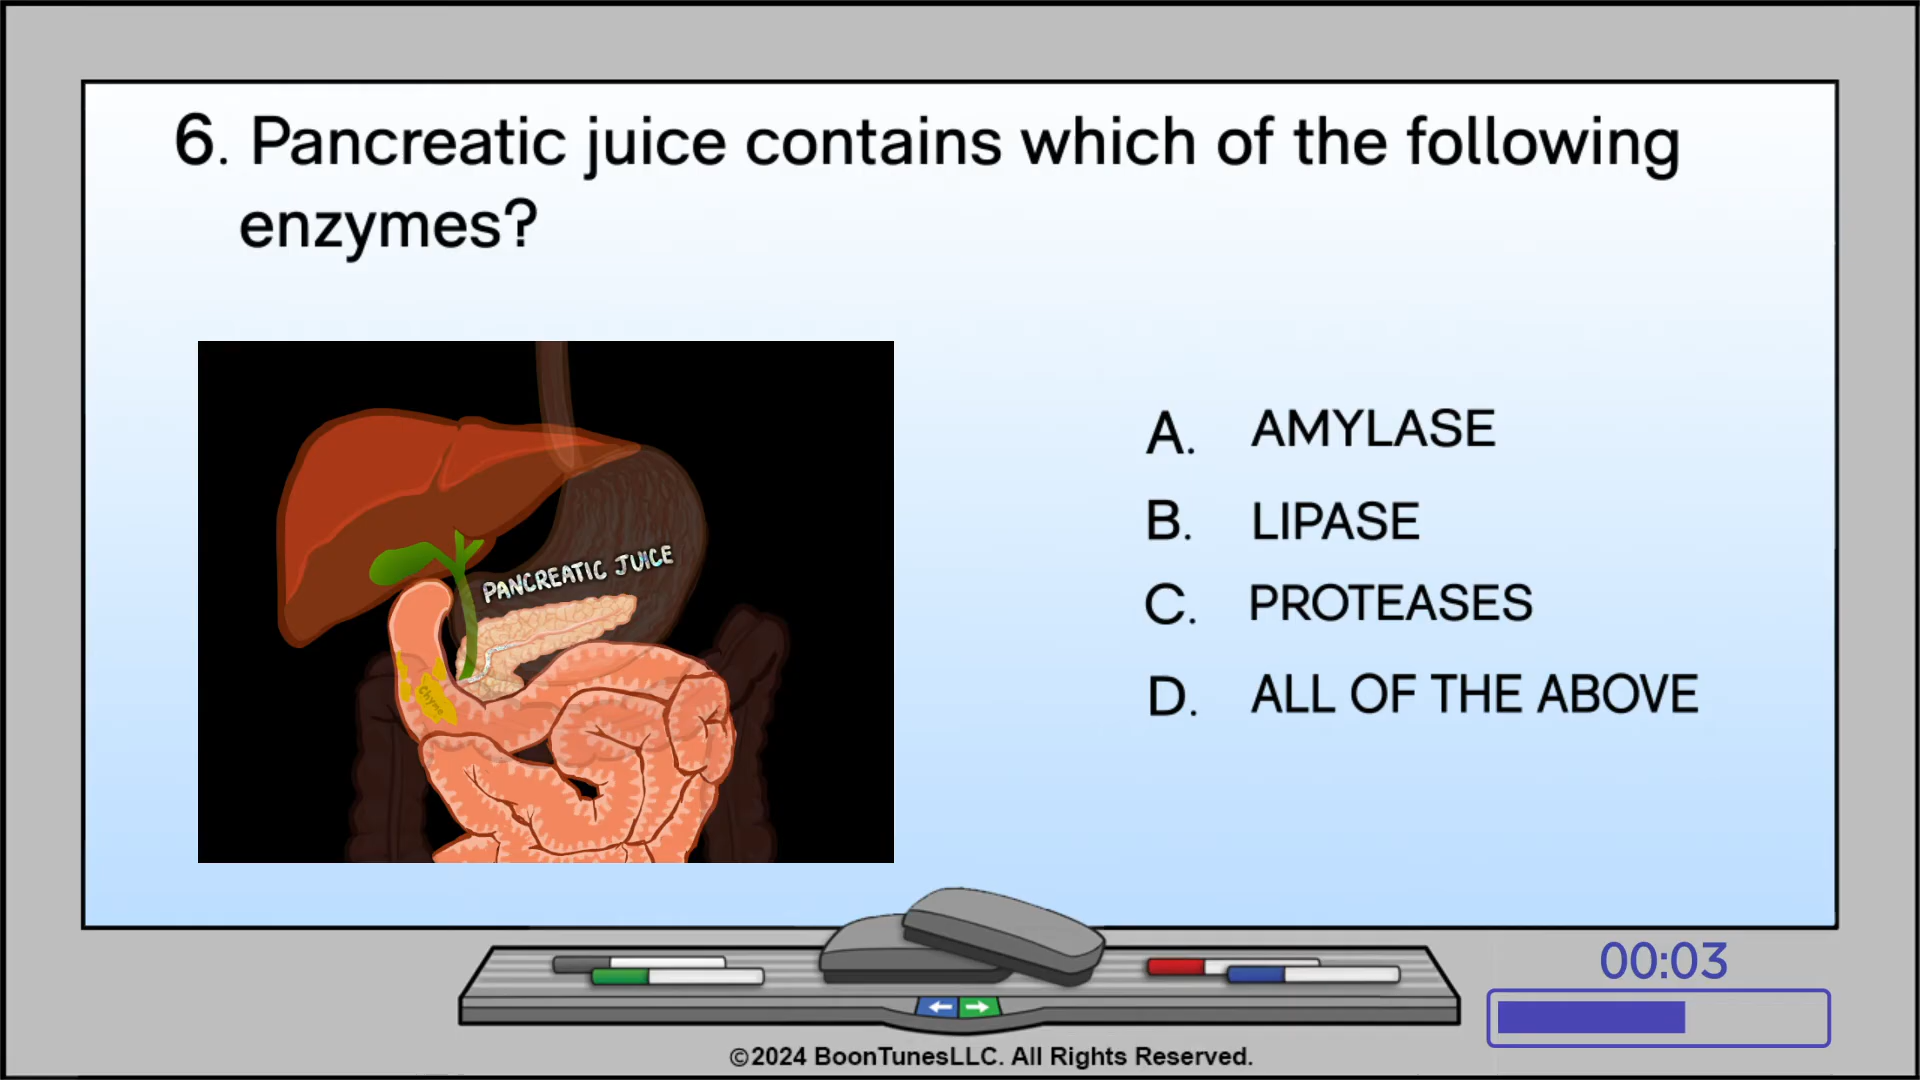 6. Pancreatic juice contains which of the following
enzymes?
PANCREATIC JUICE
Chyme
A. AMYLASE
B. LIPASE
C. PROTEASES
D. ALL OF THE ABOVE
00:03
©2024 BoonTunesLLC. All Rights Reserved.